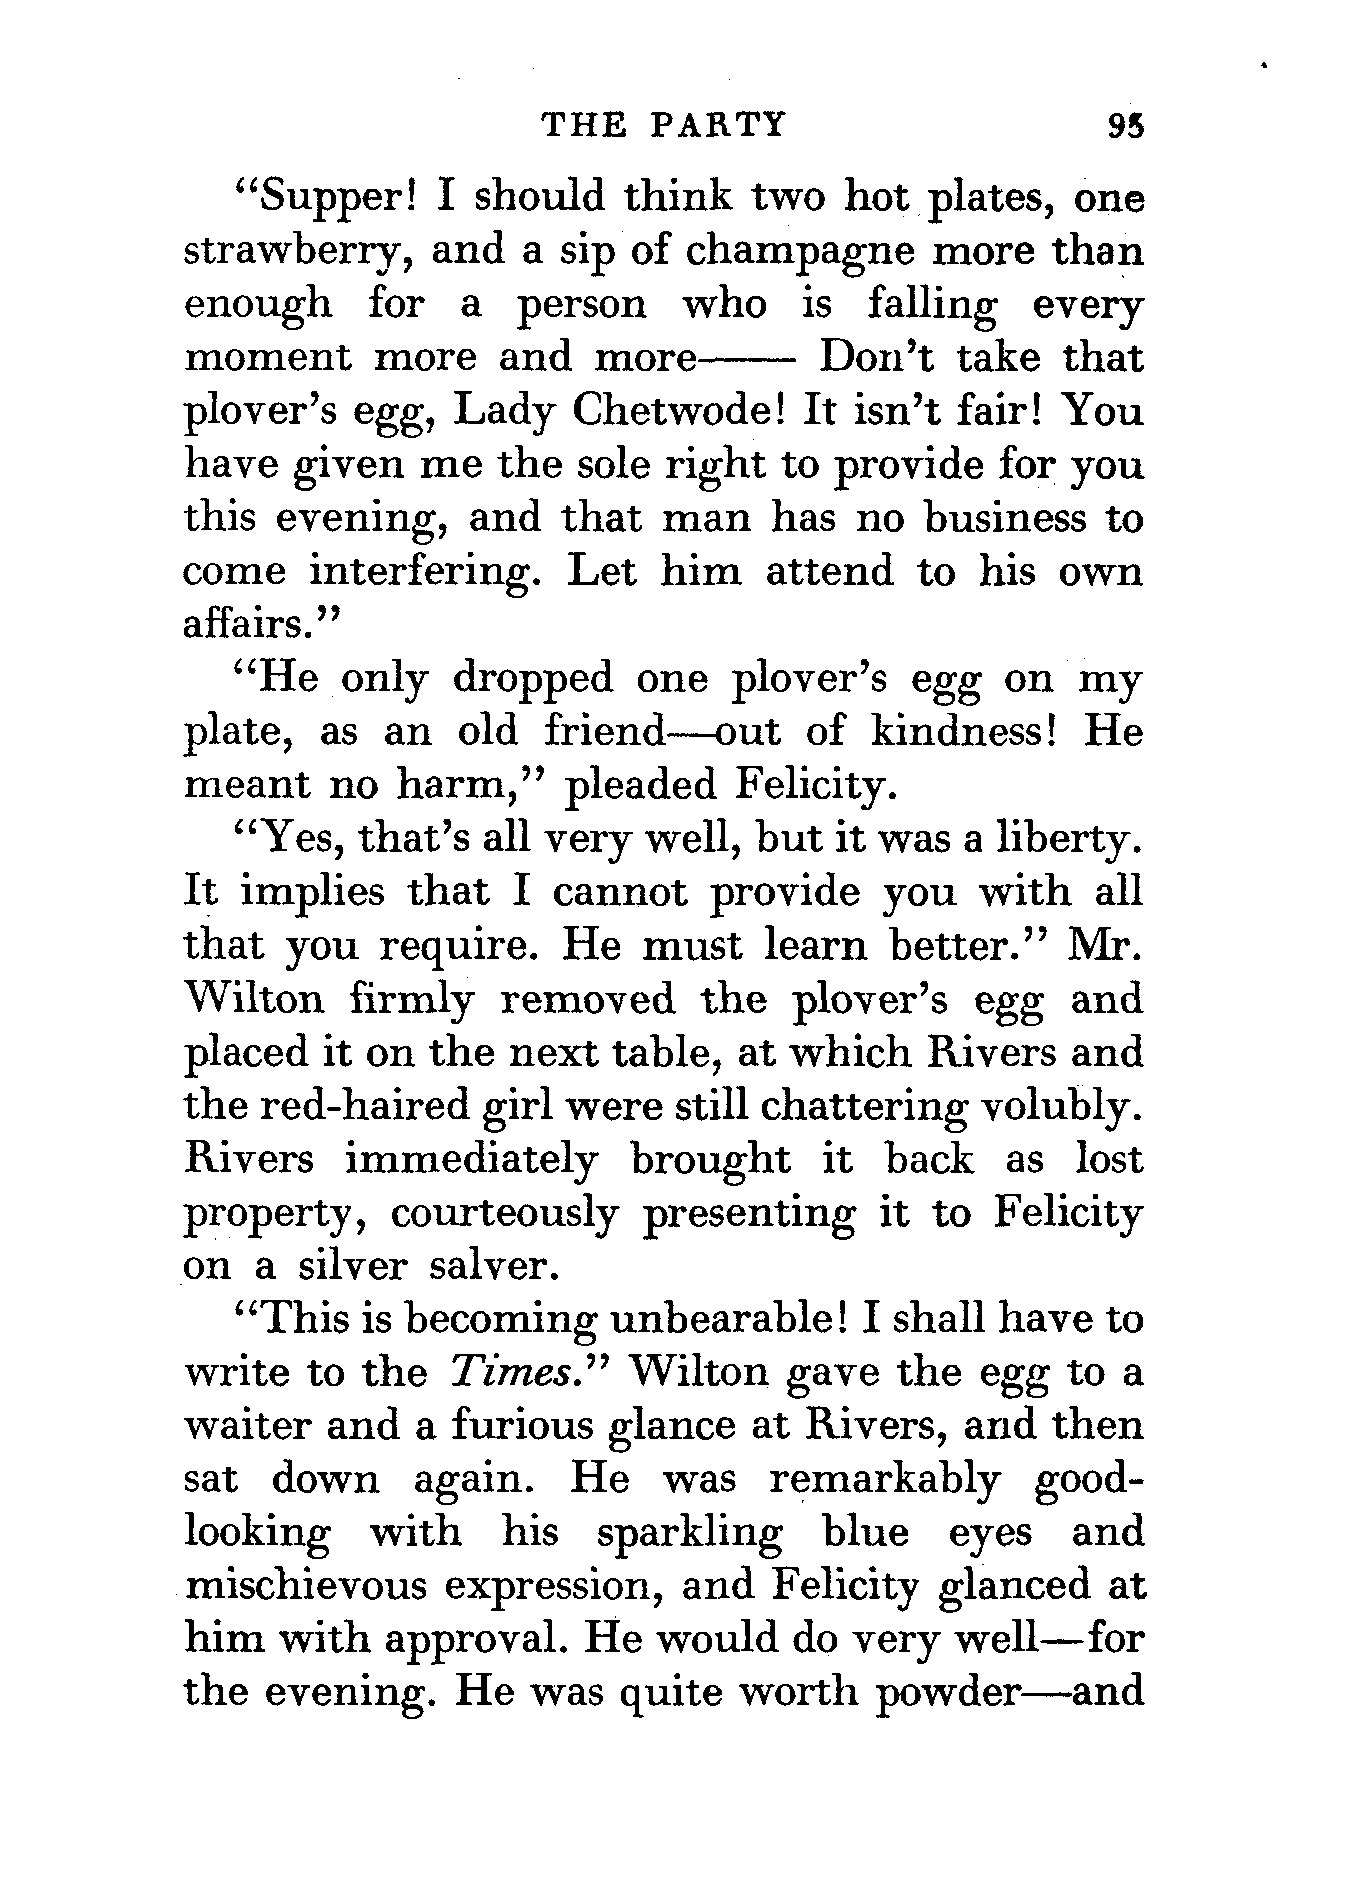 THE PARTY 95
"Supper! I should think two hot plates, one
strawberry, and a sip of champagne more than
enough for a person who is falling every
moment more and more—— Don't take that
plover's egg, Lady Chetwode! It isn't fair! You
have given me the sole right to provide for you
this evening, and that man has no business to
come interfering. Let him attend to his own
affairs."
"He only dropped one plover's egg on my
plate, as an old friend—out of kindness! He
meant no harm," pleaded Felicity.
"Yes, that's all very well, but it was a liberty.
It implies that I cannot provide you with all
that you require. He must learn better." Mr.
Wilton firmly removed the plover's egg and
placed it on the next table, at which Rivers and
the red-haired girl were still chattering volubly.
Rivers immediately brought it back as lost
property, courteously presenting it to Felicity
on a silver salver.
"This is becoming unbearable! I shall have to
write to the Times." Wilton gave the egg to a
waiter and a furious glance at Rivers, and then
sat down again. He was remarkably good-
looking with his sparkling blue eyes and
mischievous expression, and Felicity glanced at
him with approval. He would do very well—for
the evening. He was quite worth powder—and